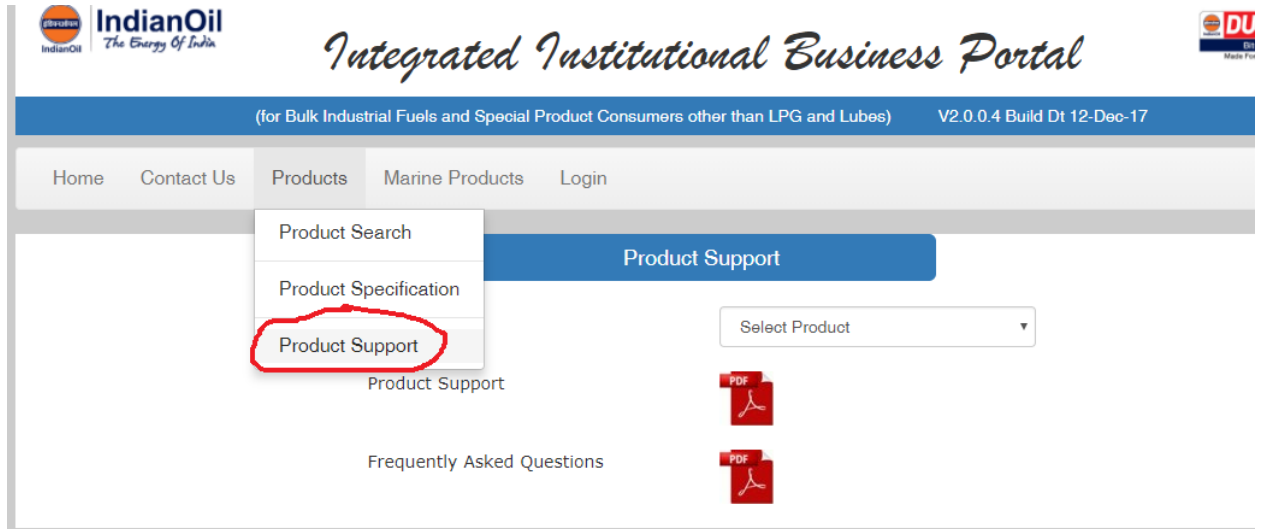 IndianOil
The Energy Of India
IndianOil
Integrated Institutional Business Portal
DU
(for Bulk Industrial Fuels and Special Product Consumers other than LPG and Lubes) V2.0.0.4 Build Dt 12-Dec-17
Home Contact Us Products Marine Products Login
Product Search
Product Support
Product Specification
Select Product
Product Support
Product Support
PDF
Frequently Asked Questions
PDF